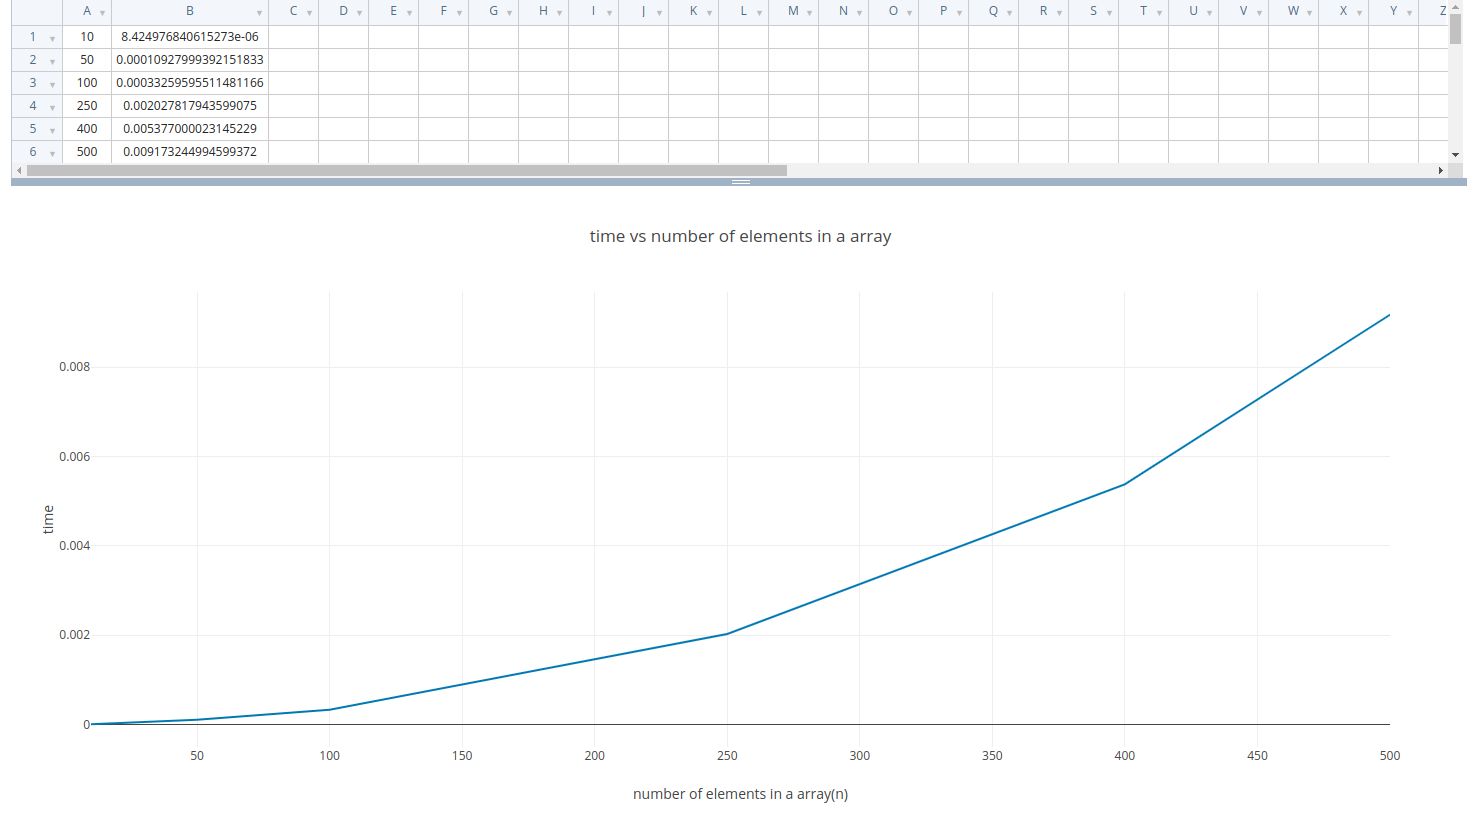 A B C D E F G H I J K L M N O P Q R S T U V W X Y Z
1 10 8.424976840615273e-06
2 50 0.00010927999392151833
3 100 0.00033259595511481166
4 250 0.002027817943599075
5 400 0.005377000023145229
6 500 0.009173244994599372
time vs number of elements in a array
0.008
0.006
time
0.004
0.002
0
50 100 150 200 250 300 350 400 450 500
number of elements in a array(n)